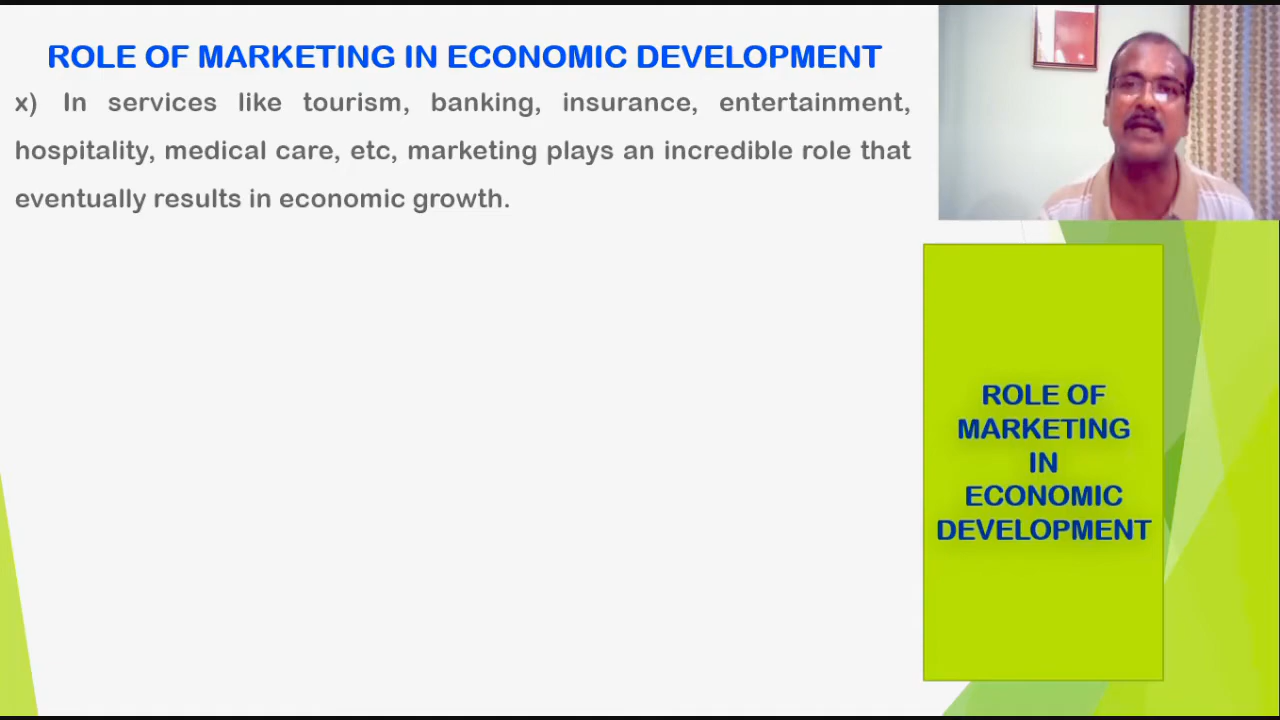 ROLE OF MARKETING IN ECONOMIC DEVELOPMENT
x) In services like tourism, banking, insurance, entertainment,
hospitality, medical care, etc, marketing plays an incredible role that
eventually results in economic growth.
ROLE OF
MARKETING
IN
ECONOMIC
DEVELOPMENT